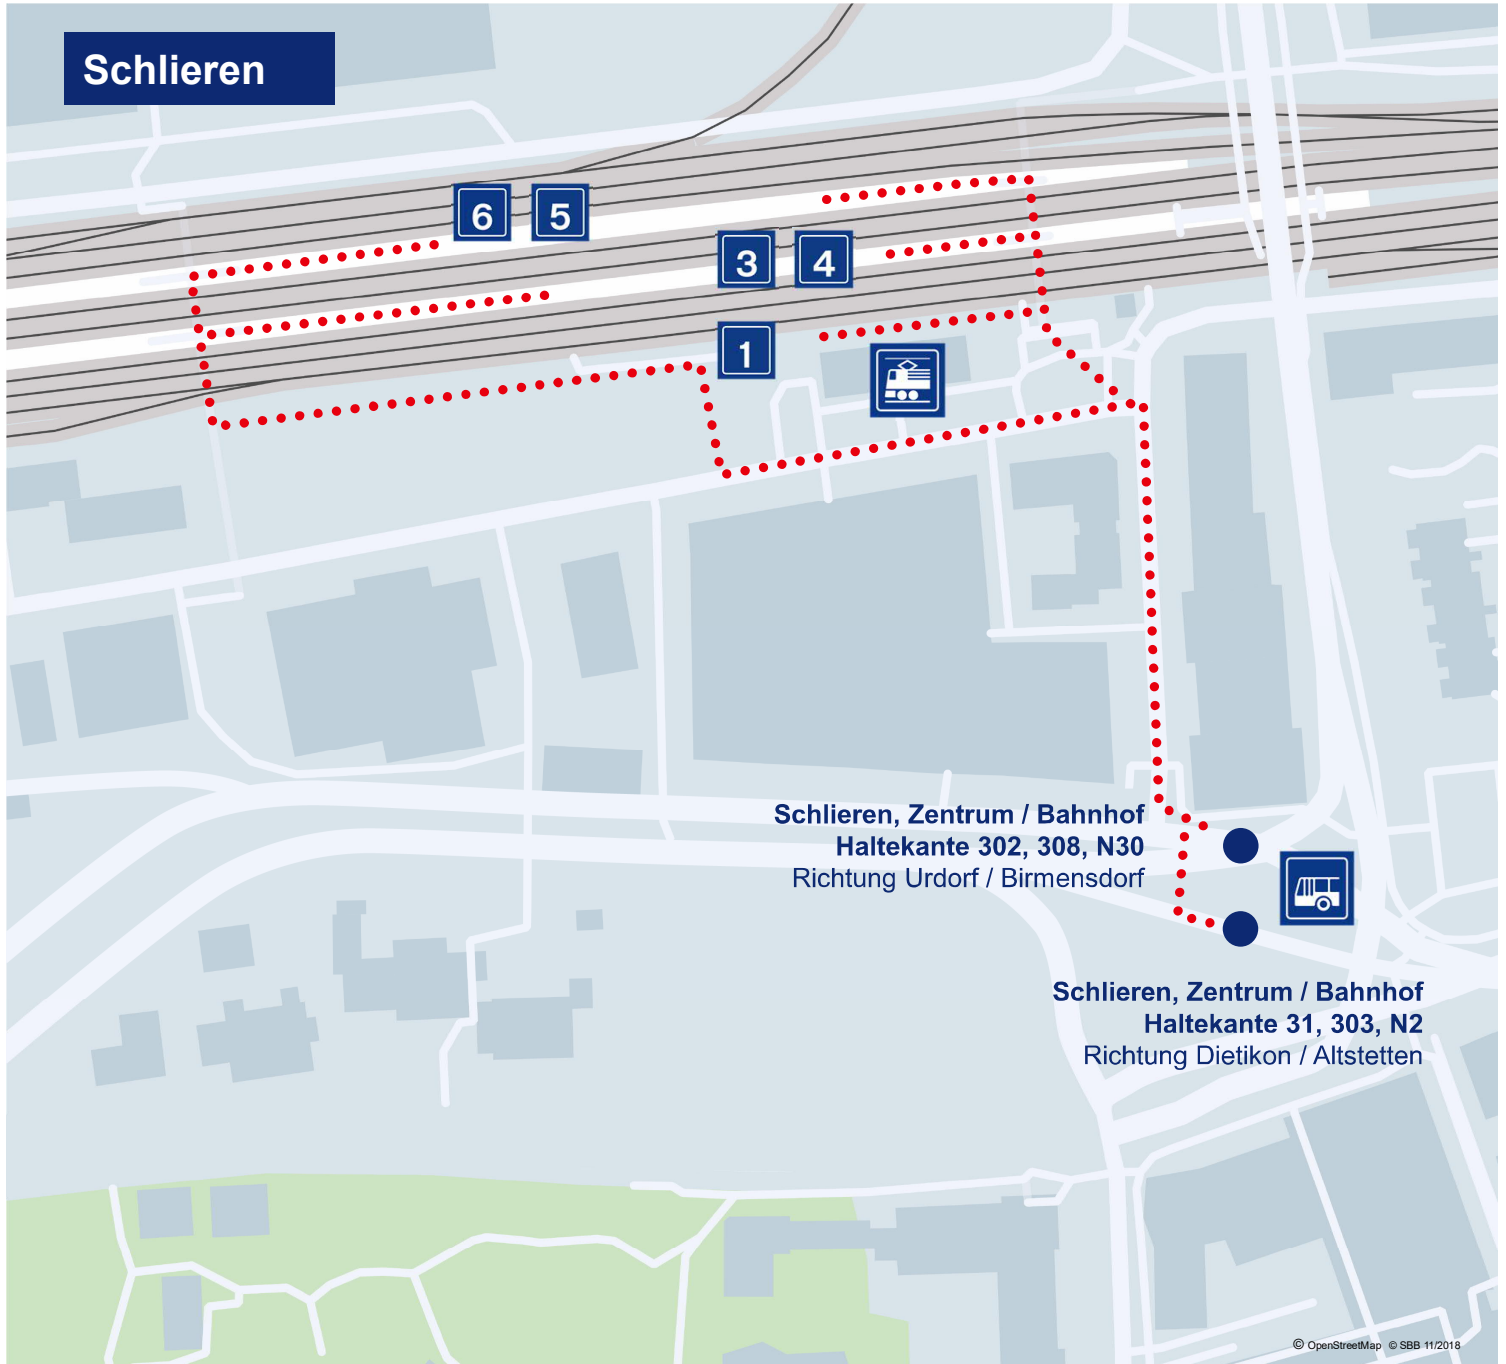 Schlieren
6 5
3 4
1
Schlieren, Zentrum / Bahnhof
Haltekante 302, 308, N30
Richtung Urdorf / Birmensdorf
Schlieren, Zentrum / Bahnhof
Haltekante 31, 303, N2
Richtung Dietikon / Altstetten
© OpenStreetMap © SBB 11/2018